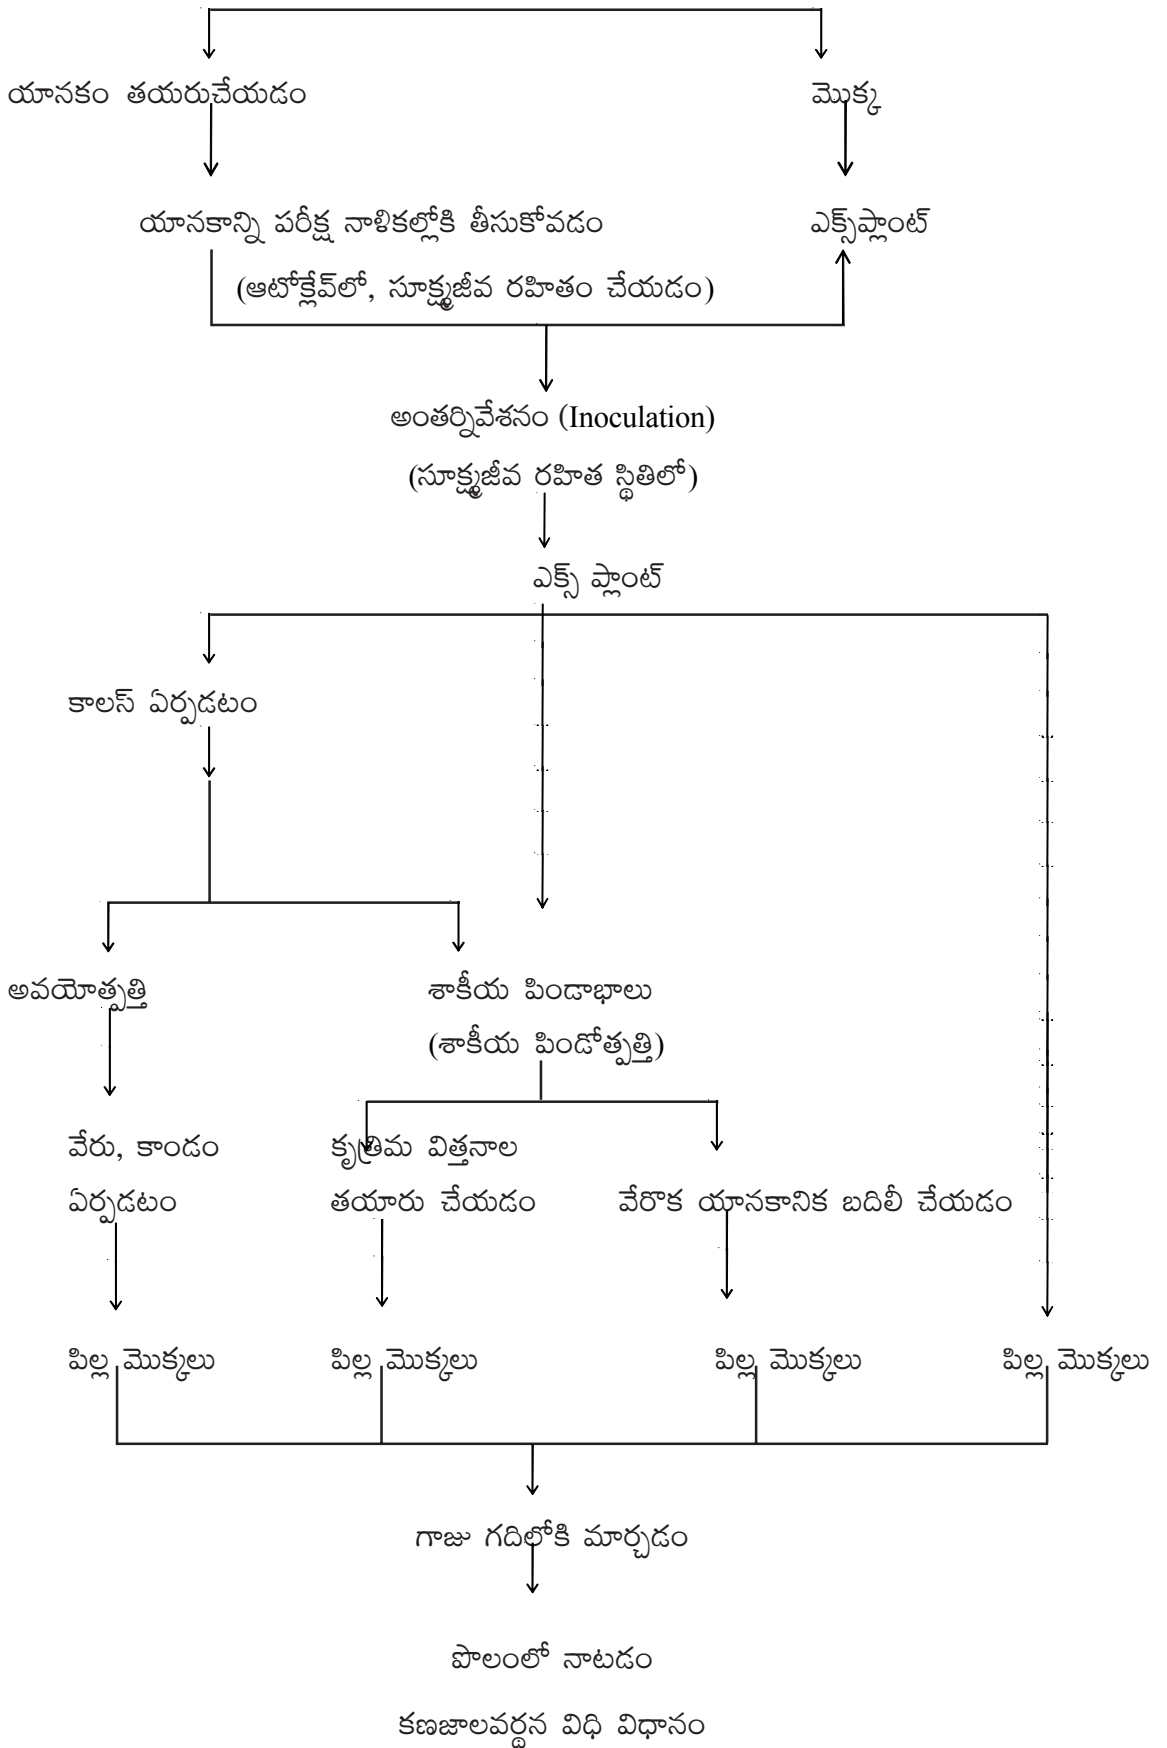 యానకం తయరుచేయడం
మొక్క
యానకాన్ని పరీక్ష నాళికల్లోకి తీసుకోవడం
ఎక్స్‌ప్లాంట్
(ఆటోక్లేవ్‌లో, సూక్ష్మజీవ రహితం చేయడం)
అంతర్నివేశనం (Inoculation)
(సూక్ష్మజీవ రహిత స్థితిలో)
ఎక్స్ ప్లాంట్
కాలస్ ఏర్పడటం
అవయోత్పత్తి
శాకీయ పిండాభాలు
(శాకీయ పిండోత్పత్తి)
వేరు, కాండం
ఏర్పడటం
కృత్రిమ విత్తనాల
తయారు చేయడం
వేరొక యానకానిక బదిలీ చేయడం
పిల్ల మొక్కలు
పిల్ల మొక్కలు
పిల్ల మొక్కలు
పిల్ల మొక్కలు
గాజు గదిలోకి మార్చడం
పొలంలో నాటడం
కణజాలవర్థన విధి విధానం